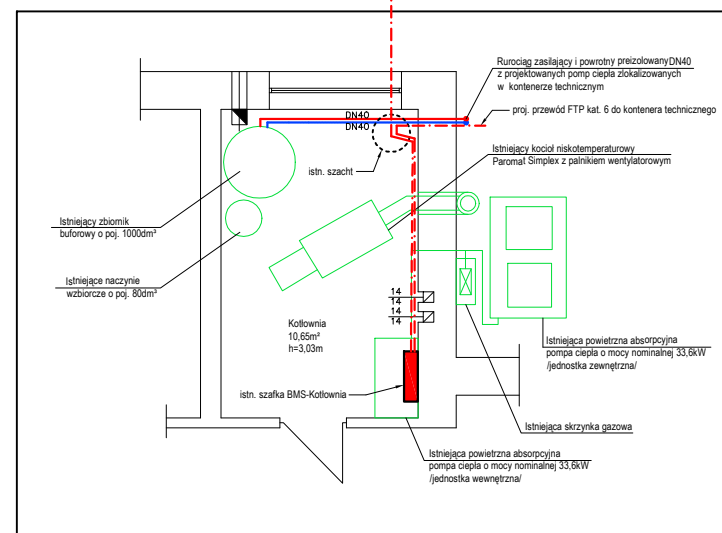 Rurociąg zasilający i powrotny preizolowany DN40
z projektowanych pomp ciepła zlokalizowanych
w kontenerze technicznym
proj. przewód FTP kat. 6 do kontenera technicznego
DN40
DN40
Istniejący kocioł niskotemperaturowy
Paromat Simplex z palnikiem wentylatorowym
istn. szacht
Istniejący zbiornik
buforowy o poj. 1000dm³
Istniejące naczynie
wzbiorcze o poj. 80dm³
14
14
14
14
Kotłownia
10,65m²
h=3,03m
Istniejąca powietrzna absorpcyjna
pompa ciepła o mocy nominalnej 33,6kW
/jednostka zewnętrzna/
istn. szafka BMS-Kotłownia
Istniejąca skrzynka gazowa
Istniejąca powietrzna absorpcyjna
pompa ciepła o mocy nominalnej 33,6kW
/jednostka wewnętrzna/